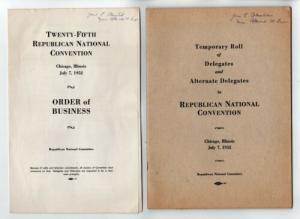 TWENTY-FIFTH
REPUBLICAN NATIONAL
CONVENTION
Chicago, Illinois
July 7, 1952
ORDER of
BUSINESS
Republican National Committee
Temporary Roll
of
Delegates
and
Alternate Delegates
to
REPUBLICAN NATIONAL
CONVENTION
Chicago, Illinois
July 7, 1952
Republican National Committee